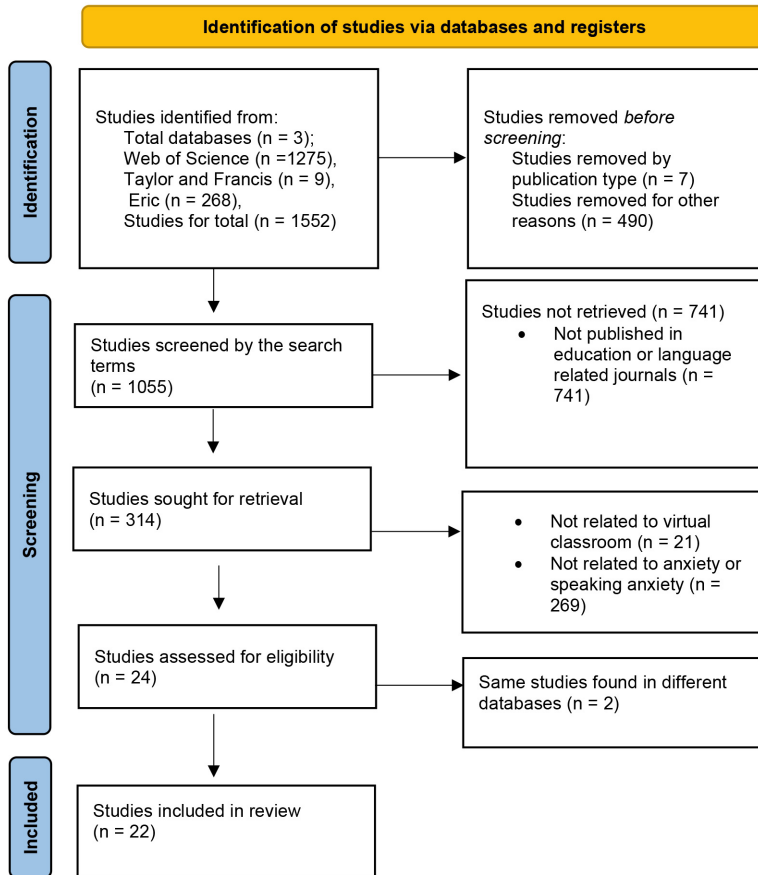 Identification of studies via databases and registers
Identification
Studies identified from:
Total databases (n = 3);
Web of Science (n =1275),
Taylor and Francis (n = 9),
Eric (n = 268),
Studies for total (n = 1552)
Studies removed before
screening:
Studies removed by
publication type (n = 7)
Studies removed for other
reasons (n = 490)
Screening
Studies screened by the search
terms
(n = 1055)
Studies not retrieved (n = 741)
• Not published in
education or language
related journals (n =
741)
Studies sought for retrieval
(n = 314)
• Not related to virtual
classroom (n = 21)
• Not related to anxiety or
speaking anxiety (n =
269)
Studies assessed for eligibility
(n = 24)
Same studies found in different
databases (n = 2)
Included
Studies included in review
(n = 22)